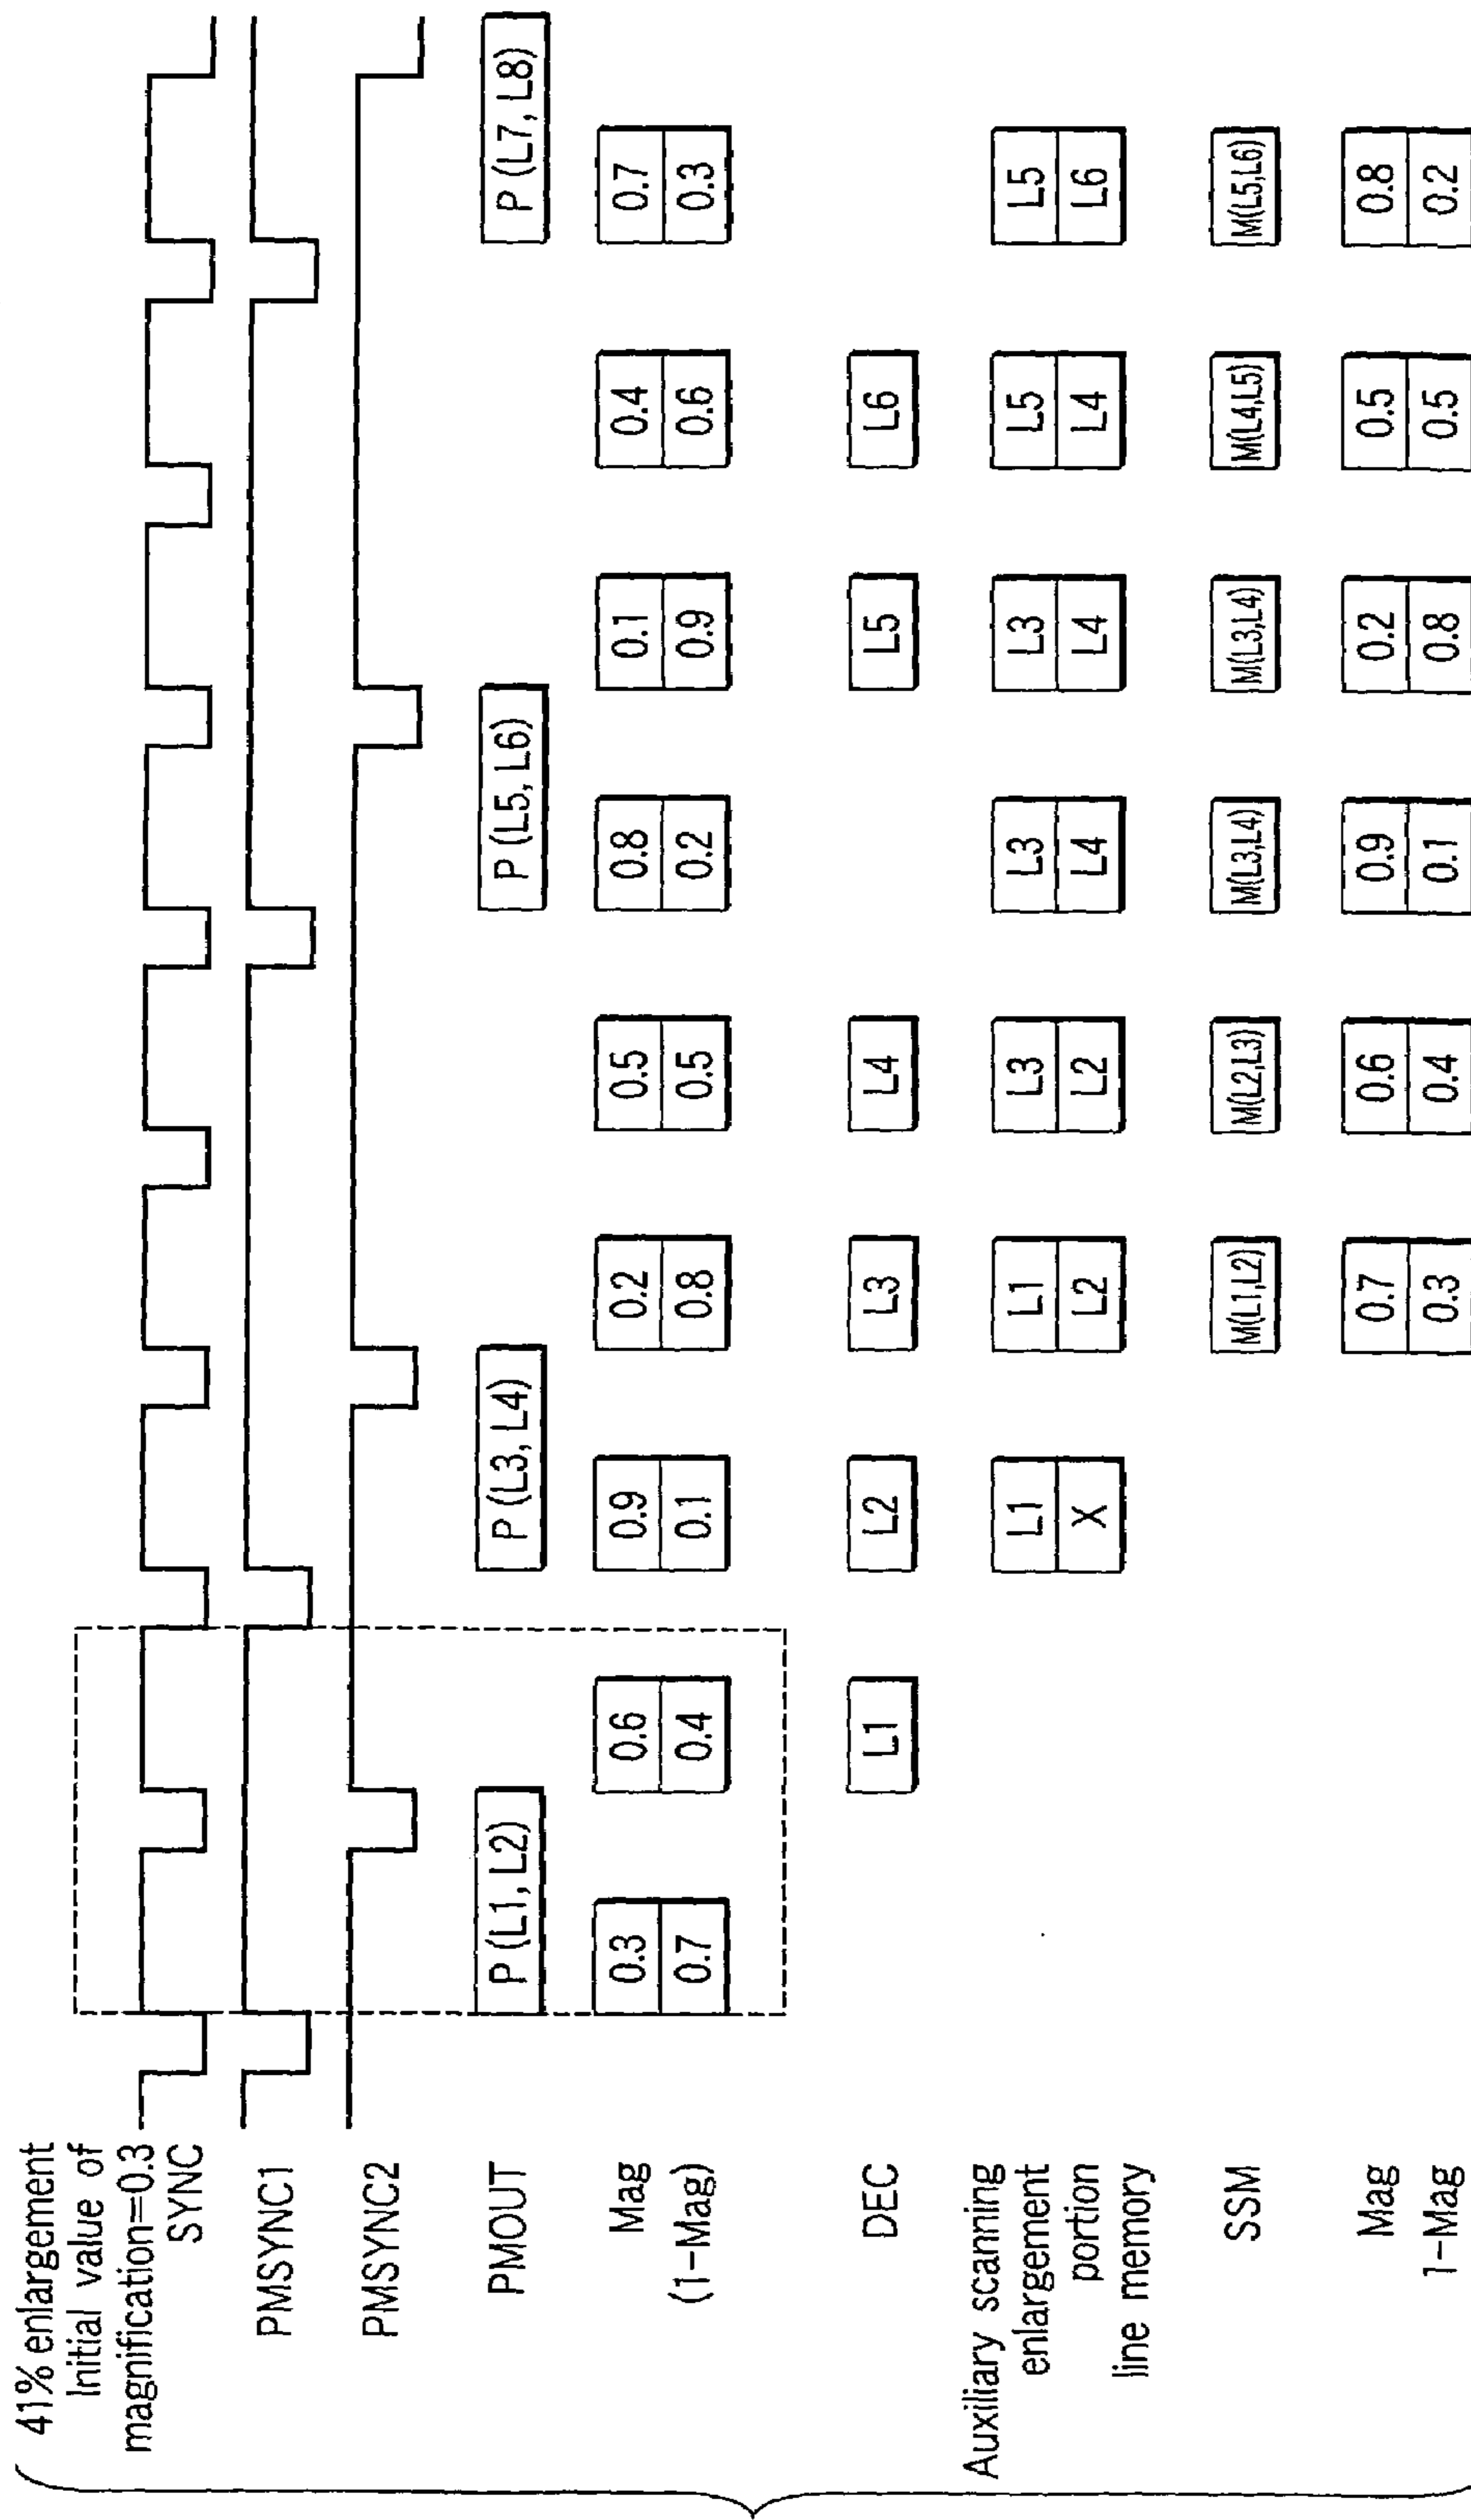 41% enlargement
Initial value of
magnification=0.3
SYNC
PMSYNC1
PMSYNC2
PMOUT P(L1,L2) P(L3,L4) P(L5,L6) P(L7,L8)
Mag 0.3 0.6 0.9 0.2 0.5 0.8 0.1 0.4 0.7
(1-Mag) 0.7 0.4 0.1 0.8 0.5 0.2 0.9 0.6 0.3
DEC L1 L2 L3 L4 L5 L6
Auxiliary scanning
enlargement
portion
line memory
L1 L1 L3 L3 L3 L5 L5
X L2 L2 L4 L4 L4 L6
SSM M(L1,L2) M(L2,L3) M(L3,L4) M(L3,L4) M(L4,L5) M(L5,L6)
Mag 0.7 0.6 0.9 0.2 0.5 0.8
1-Mag 0.3 0.4 0.1 0.8 0.5 0.2